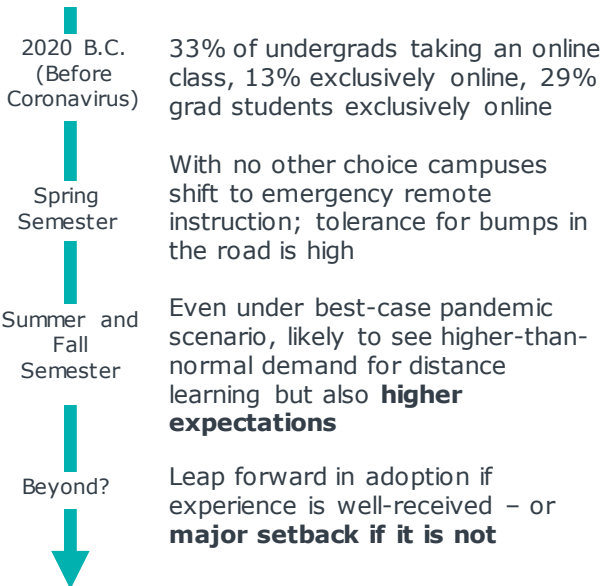 2020 B.C.
(Before
Coronavirus)
33% of undergrads taking an online
class, 13% exclusively online, 29%
grad students exclusively online
Spring
Semester
With no other choice campuses
shift to emergency remote
instruction; tolerance for bumps in
the road is high
Summer and
Fall
Semester
Even under best-case pandemic
scenario, likely to see higher-than-
normal demand for distance
learning but also higher
expectations
Beyond?
Leap forward in adoption if
experience is well-received – or
major setback if it is not